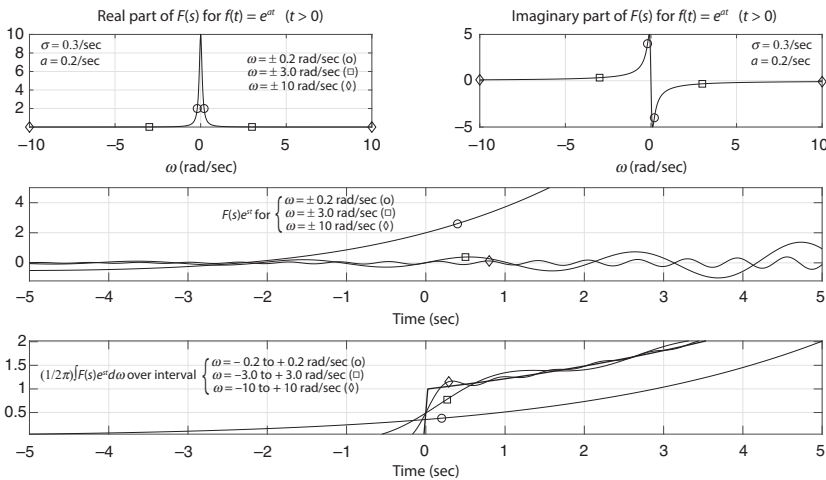 Real part of F(s) for f(t) = e^at (t > 0)
10
8
6
4
2
0
σ = 0.3/sec
a = 0.2/sec
ω = ± 0.2 rad/sec (o)
ω = ± 3.0 rad/sec (□)
ω = ± 10 rad/sec (◊)
−10 −5 0 5 10
ω (rad/sec)
Imaginary part of F(s) for f(t) = e^at (t > 0)
5
0
−5
σ = 0.3/sec
a = 0.2/sec
−10 −5 0 5 10
ω (rad/sec)
4
2
0
F(s)e^st for
ω = ± 0.2 rad/sec (o)
ω = ± 3.0 rad/sec (□)
ω = ± 10 rad/sec (◊)
−5 −4 −3 −2 −1 0 1 2 3 4 5
Time (sec)
2
1.5
1
0.5
(1/2π)∫F(s)e^st dω over interval
ω = − 0.2 to + 0.2 rad/sec (o)
ω = −3.0 to + 3.0 rad/sec (□)
ω = −10 to + 10 rad/sec (◊)
−5 −4 −3 −2 −1 0 1 2 3 4 5
Time (sec)